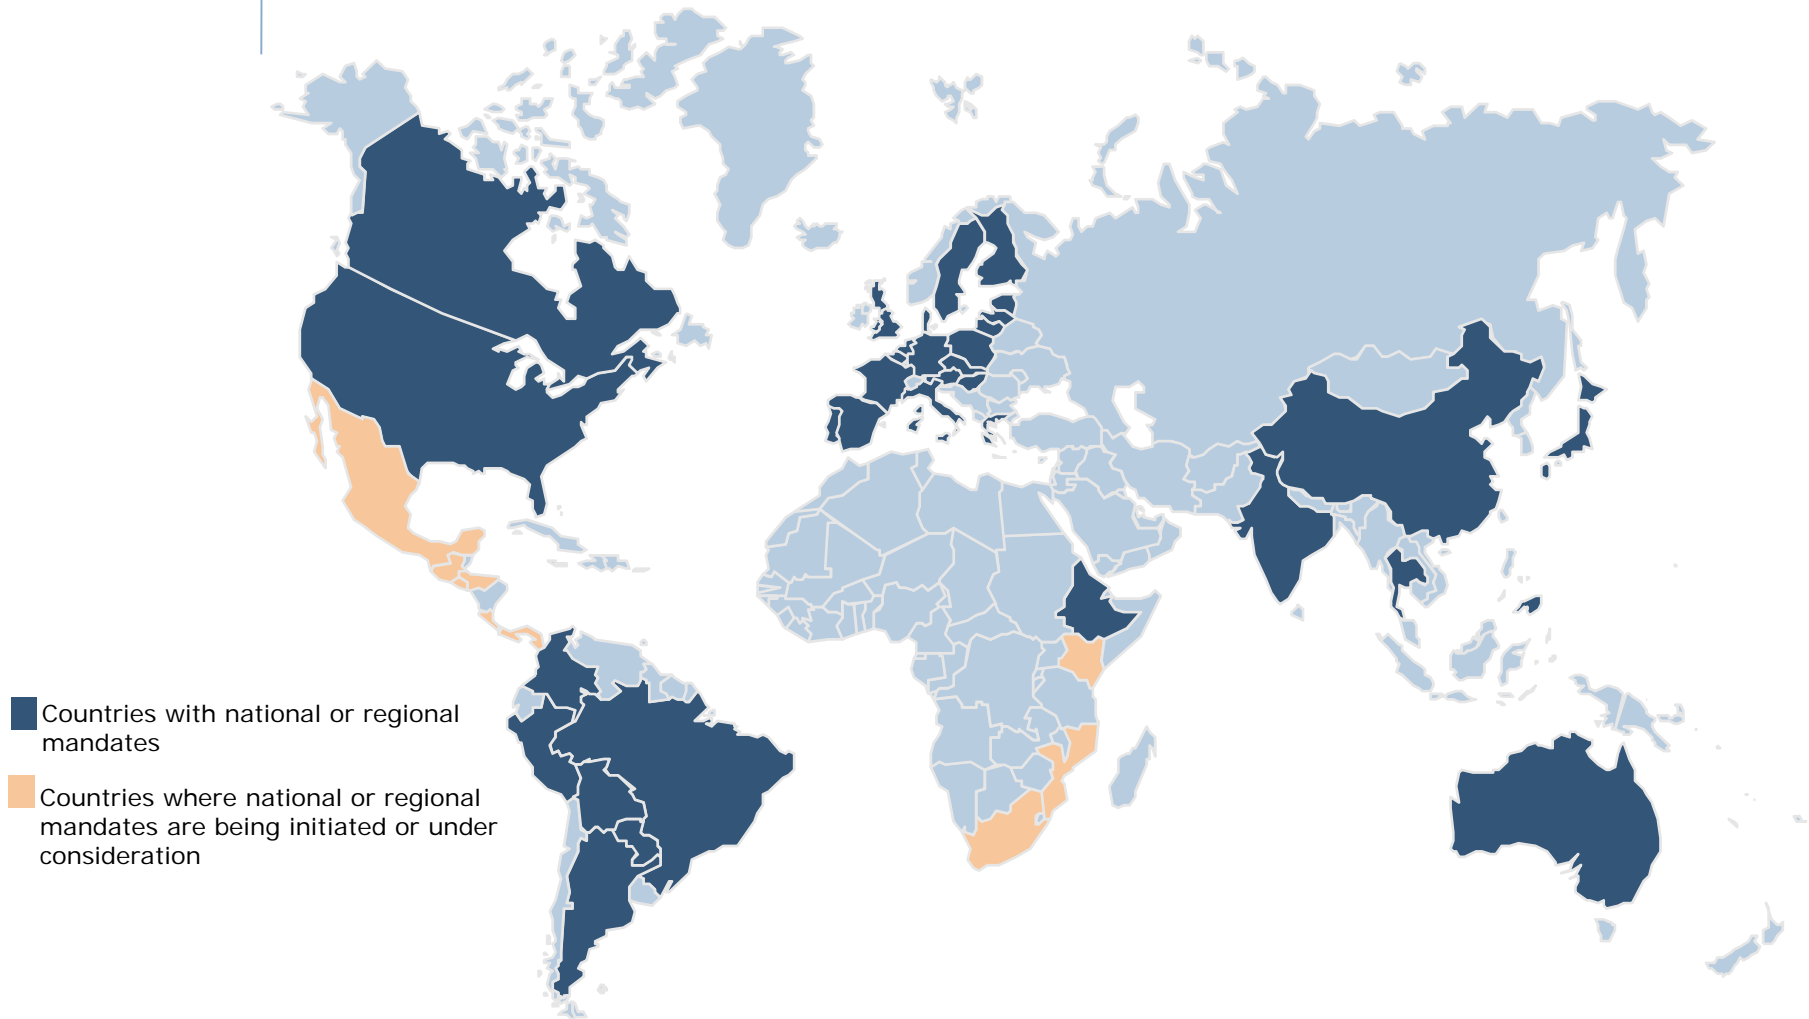 Countries with national or regional
mandates
Countries where national or regional
mandates are being initiated or under
consideration